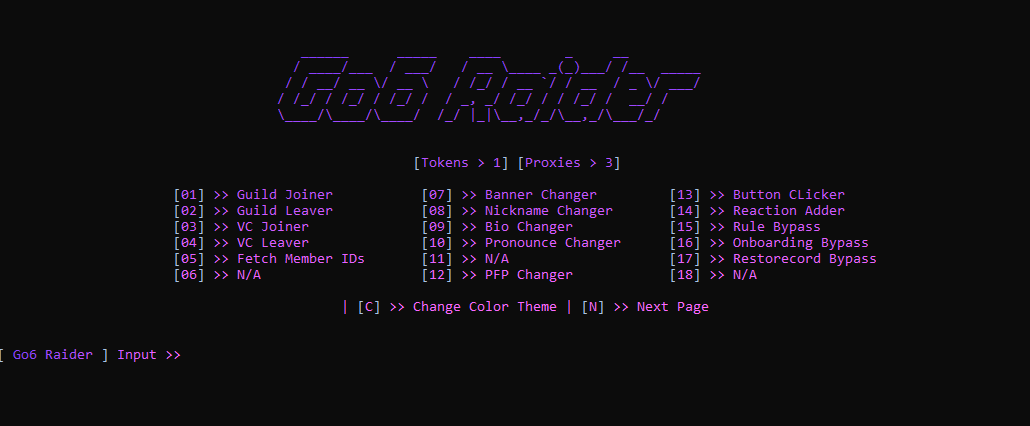 Go6 Raider
[Tokens > 1] [Proxies > 3]
[01] >> Guild Joiner [07] >> Banner Changer [13] >> Button CLicker
[02] >> Guild Leaver [08] >> Nickname Changer [14] >> Reaction Adder
[03] >> VC Joiner [09] >> Bio Changer [15] >> Rule Bypass
[04] >> VC Leaver [10] >> Pronounce Changer [16] >> Onboarding Bypass
[05] >> Fetch Member IDs [11] >> N/A [17] >> Restorecord Bypass
[06] >> N/A [12] >> PFP Changer [18] >> N/A
| [C] >> Change Color Theme | [N] >> Next Page
[ Go6 Raider ] Input >>